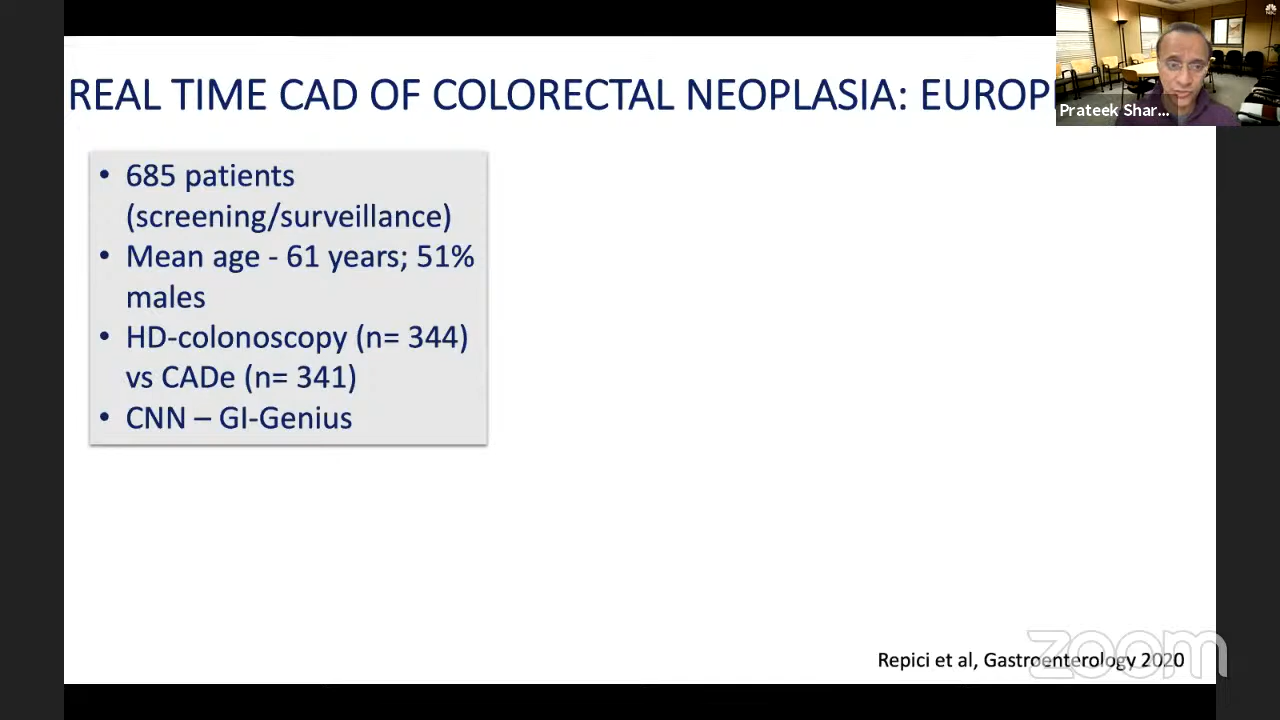 REAL TIME CAD OF COLORECTAL NEOPLASIA: EUROP
Prateek Shar...
• 685 patients
(screening/surveillance)
• Mean age - 61 years; 51%
males
• HD-colonoscopy (n= 344)
vs CADe (n= 341)
• CNN – GI-Genius
Repici et al, Gastroenterology 2020
zoom